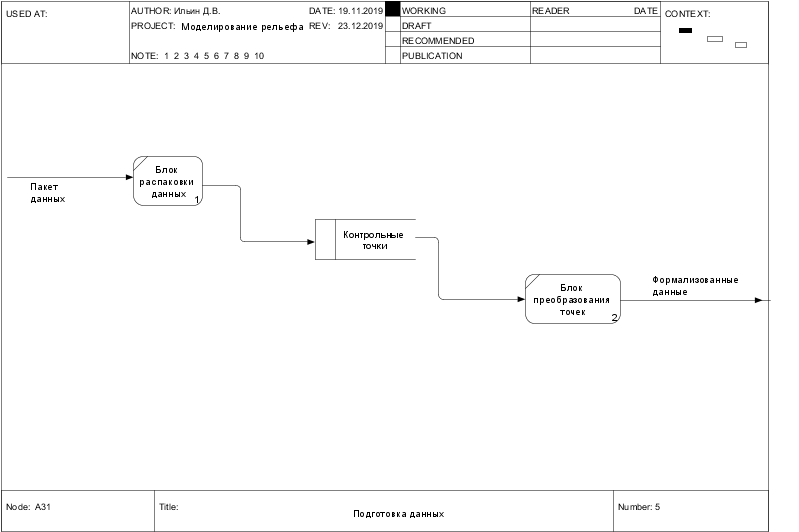 USED AT:
AUTHOR: Ильин Д.В.
DATE: 19.11.2019
PROJECT: Моделирование рельефа
REV: 23.12.2019
NOTE: 1 2 3 4 5 6 7 8 9 10
WORKING
DRAFT
RECOMMENDED
PUBLICATION
READER
DATE
CONTEXT:
Пакет
данных
Блок
распаковки
данных
1
Контрольные
точки
Блок
преобразования
точек
2
Формализованные
данные
Node: A31
Title:
Подготовка данных
Number: 5